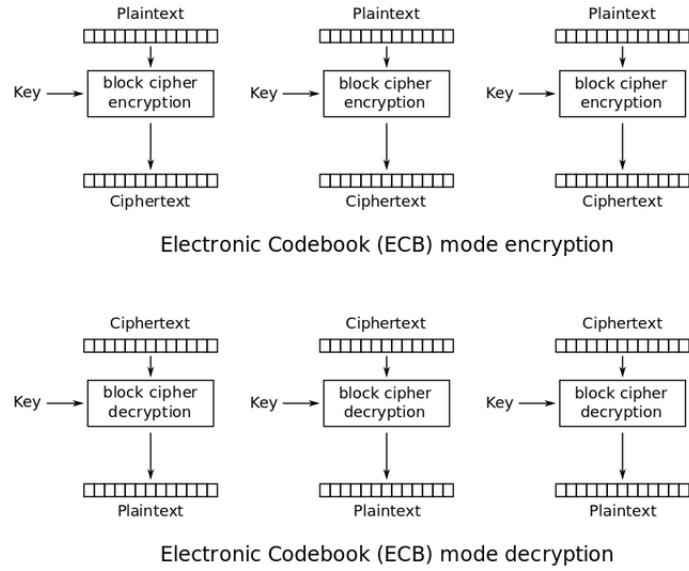 Plaintext Plaintext Plaintext
Key block cipher Key block cipher Key block cipher
encryption encryption encryption
Ciphertext Ciphertext Ciphertext
Electronic Codebook (ECB) mode encryption
Ciphertext Ciphertext Ciphertext
Key block cipher Key block cipher Key block cipher
decryption decryption decryption
Plaintext Plaintext Plaintext
Electronic Codebook (ECB) mode decryption